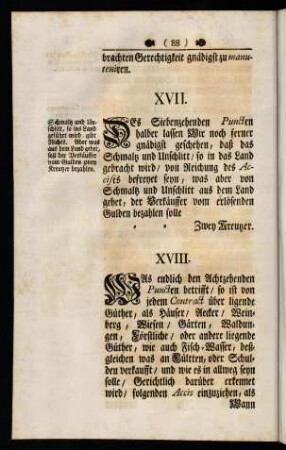 ( 88 )
brachten Gerechtigkeit gnädigst zu manu-
teniren.
XVII.
Schmaltz und Un-
schlitt, so ins Land
geführt wird, gibt
Nichts. Aber was
aus dem Land gehet,
soll der Verkäuffer
vom Gulden zwey
Kreutzer bezahlen.
DEs Siebenzehenden Puncten
halber lassen Wir noch ferner
gnädigst geschehen, daß das
Schmaltz und Unschlitt / so in das Land
gebracht wird / von Reichung des Ac-
cises befreyet seyn / was aber von
Schmaltz und Unschlitt aus dem Land
gehet / der Verkäuffer vom erlösenden
Gulden bezahlen solle
Zwey Kreutzer.
XVIII.
WAs endlich den Achtzehenden
Puncten betrifft / so ist von
jedem Contract über ligende
Güther / als Häuser / Aecker / Wein-
berg / Wiesen / Gärten / Waldun-
gen / Förstliche / oder andere liegende
Güther / wie auch Fisch-Wasser / des-
gleichen was an Gültten / oder Schul-
den verkaufft / und wie es in allweg seyn
solle / Gerichtlich darüber erkennet
wird / folgenden Accis einzuziehen / als
Wann